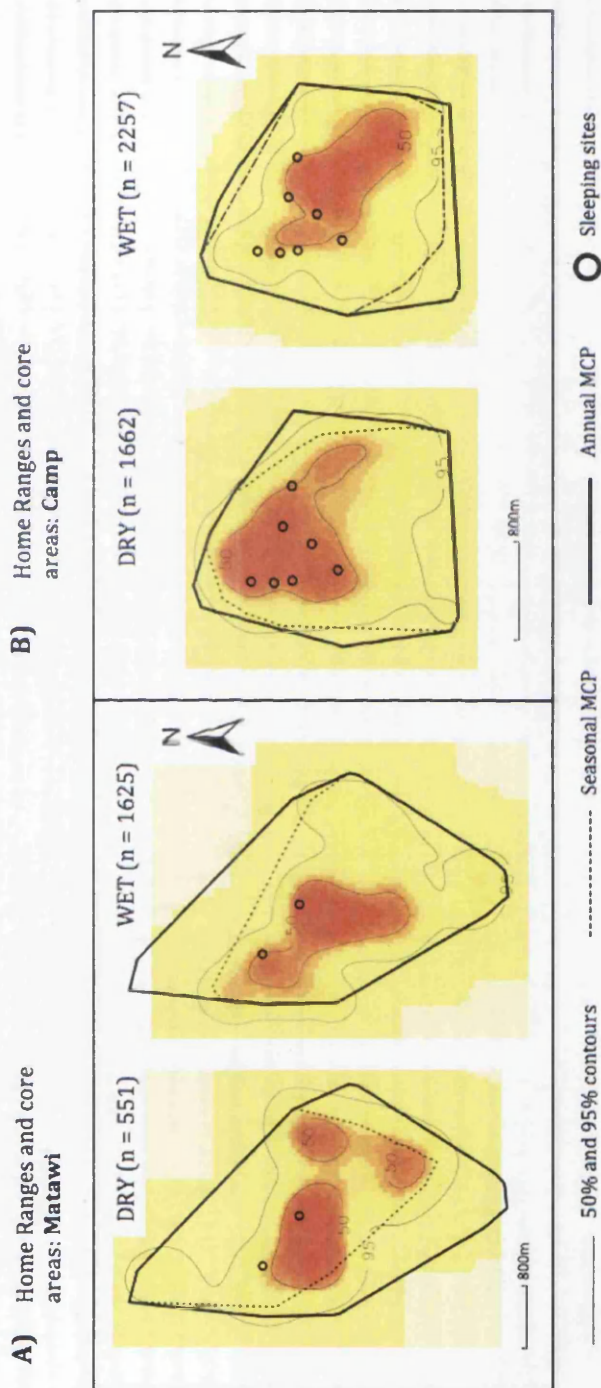 A) Home Ranges and core
areas: Matawi
DRY (n = 551)
WET (n = 1625)
N
50
50
50
95
800m
50
95
B) Home Ranges and core
areas: Camp
DRY (n = 1662)
WET (n = 2257)
N
50
95
800m
50
95
50% and 95% contours
Seasonal MCP
Annual MCP
Sleeping sites